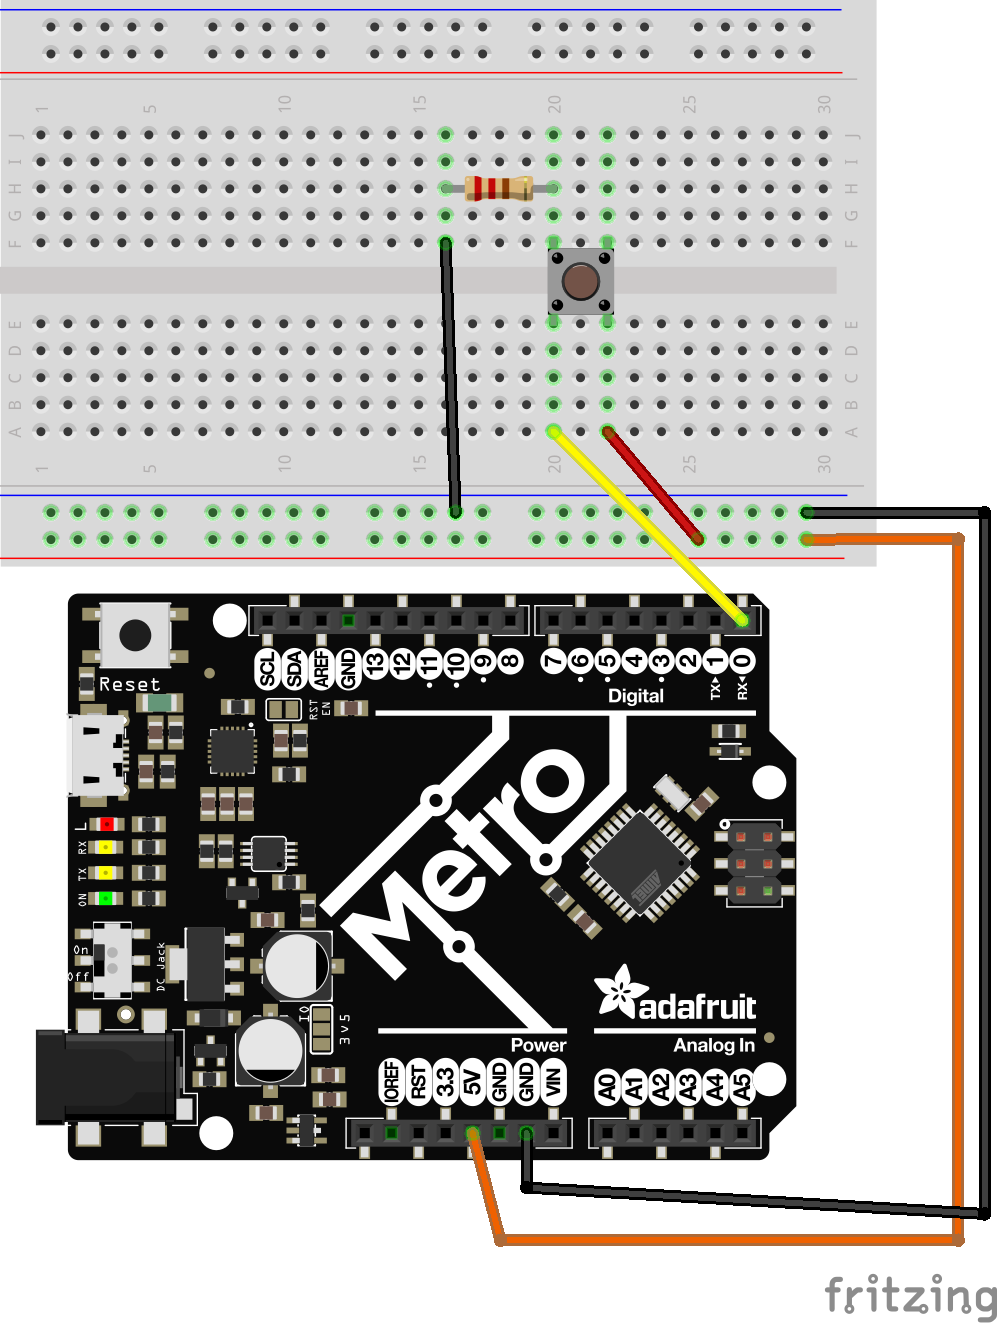 1 5 10 15 20 25 30
J J
I I
H H
G G
F F
E E
D D
C C
B B
A A
1 5 10 15 20 25 30
SCL SDA AREF GND 13 12 11 10 9 8 7 6 5 4 3 2 1 0
TX RX
Digital
Reset
RST EN
L
RX
TX
ON
Metro
ATMEL
On
Off
DC Jack
IO
3v5
adafruit
Power
Analog In
IOREF RST 3.3 5V GND GND VIN A0 A1 A2 A3 A4 A5
fritzing